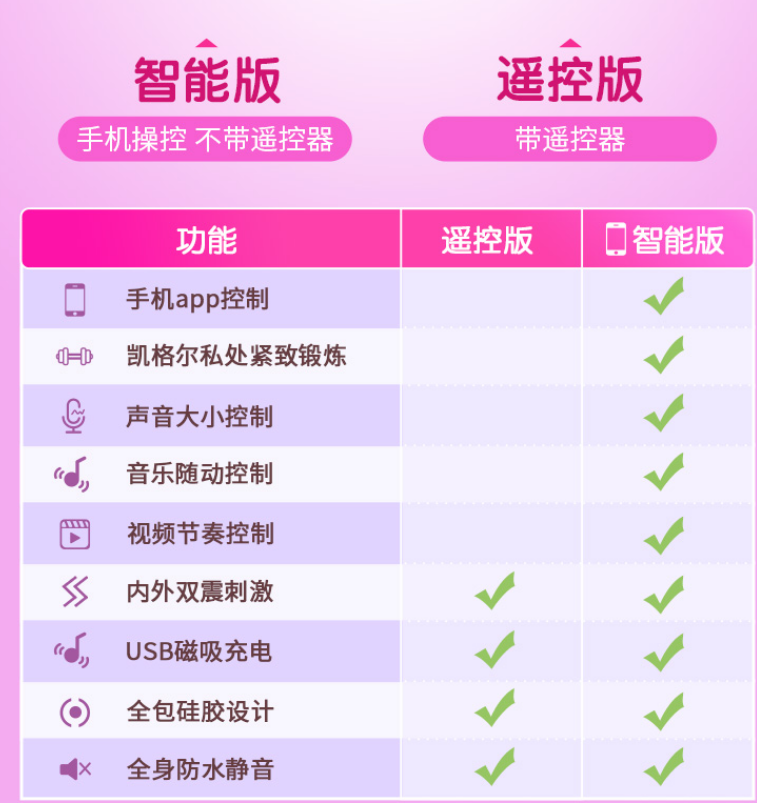 智能版
遥控版
手机操控 不带遥控器
带遥控器
功能
遥控版
智能版
手机app控制
凯格尔私处紧致锻炼
声音大小控制
音乐随动控制
视频节奏控制
内外双震刺激
USB磁吸充电
全包硅胶设计
全身防水静音